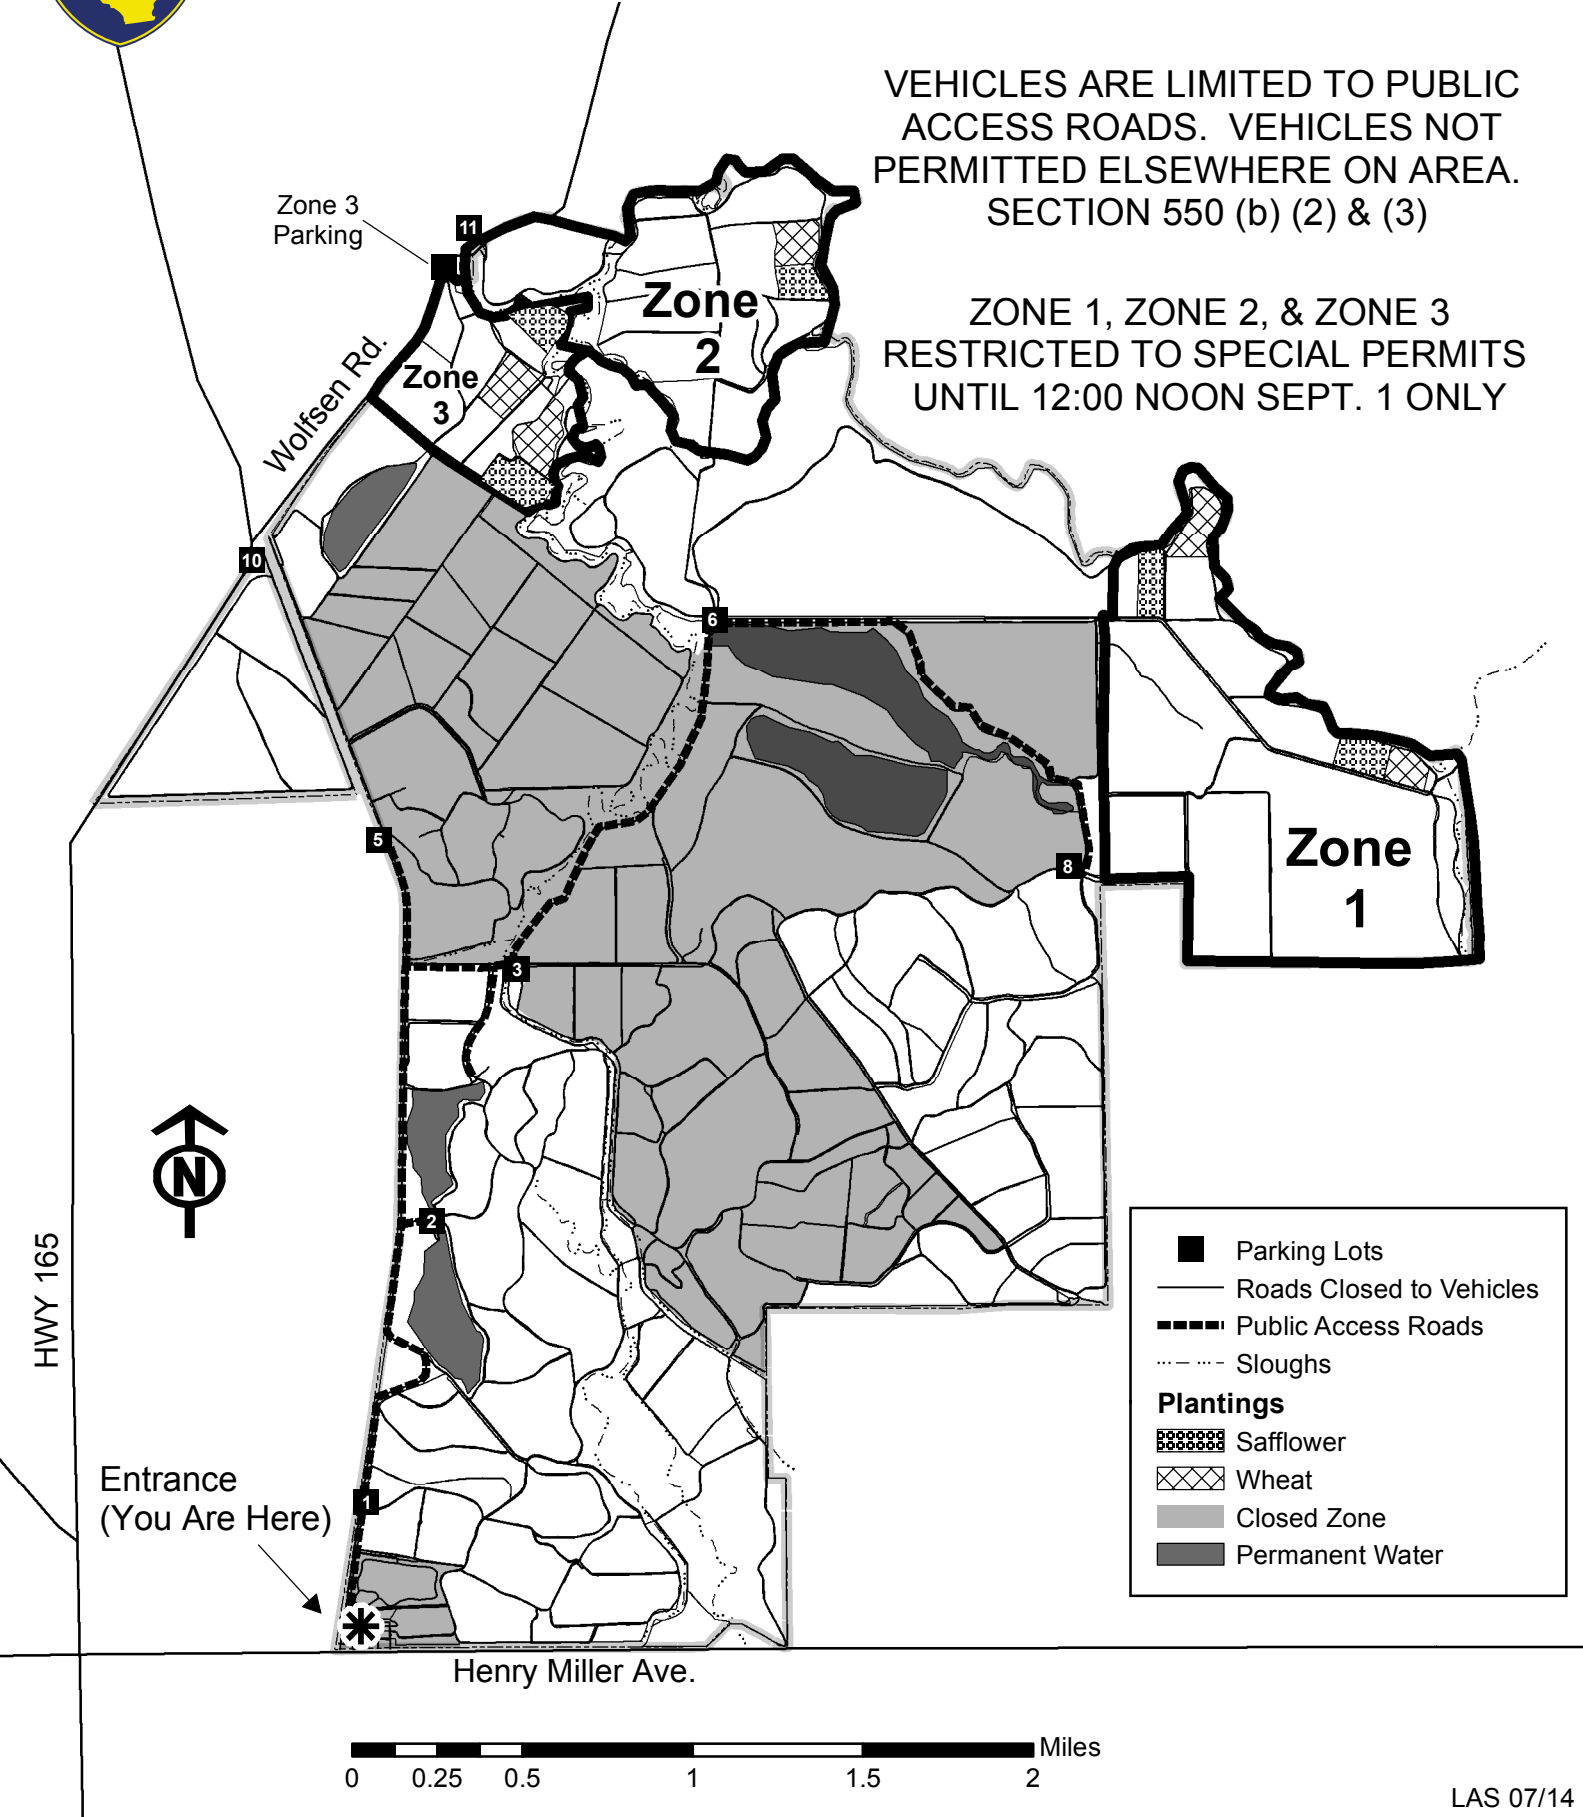 VEHICLES ARE LIMITED TO PUBLIC
ACCESS ROADS. VEHICLES NOT
PERMITTED ELSEWHERE ON AREA.
SECTION 550 (b) (2) & (3)
ZONE 1, ZONE 2, & ZONE 3
RESTRICTED TO SPECIAL PERMITS
UNTIL 12:00 NOON SEPT. 1 ONLY
Zone 3
Parking
11
Zone
2
Wolfsen Rd.
Zone
3
10
6
5
8
Zone
1
3
N
2
HWY 165
Parking Lots
Roads Closed to Vehicles
Public Access Roads
Sloughs
Plantings
Safflower
Wheat
Closed Zone
Permanent Water
Entrance
(You Are Here)
1
Henry Miller Ave.
Miles
0 0.25 0.5 1 1.5 2
LAS 07/14